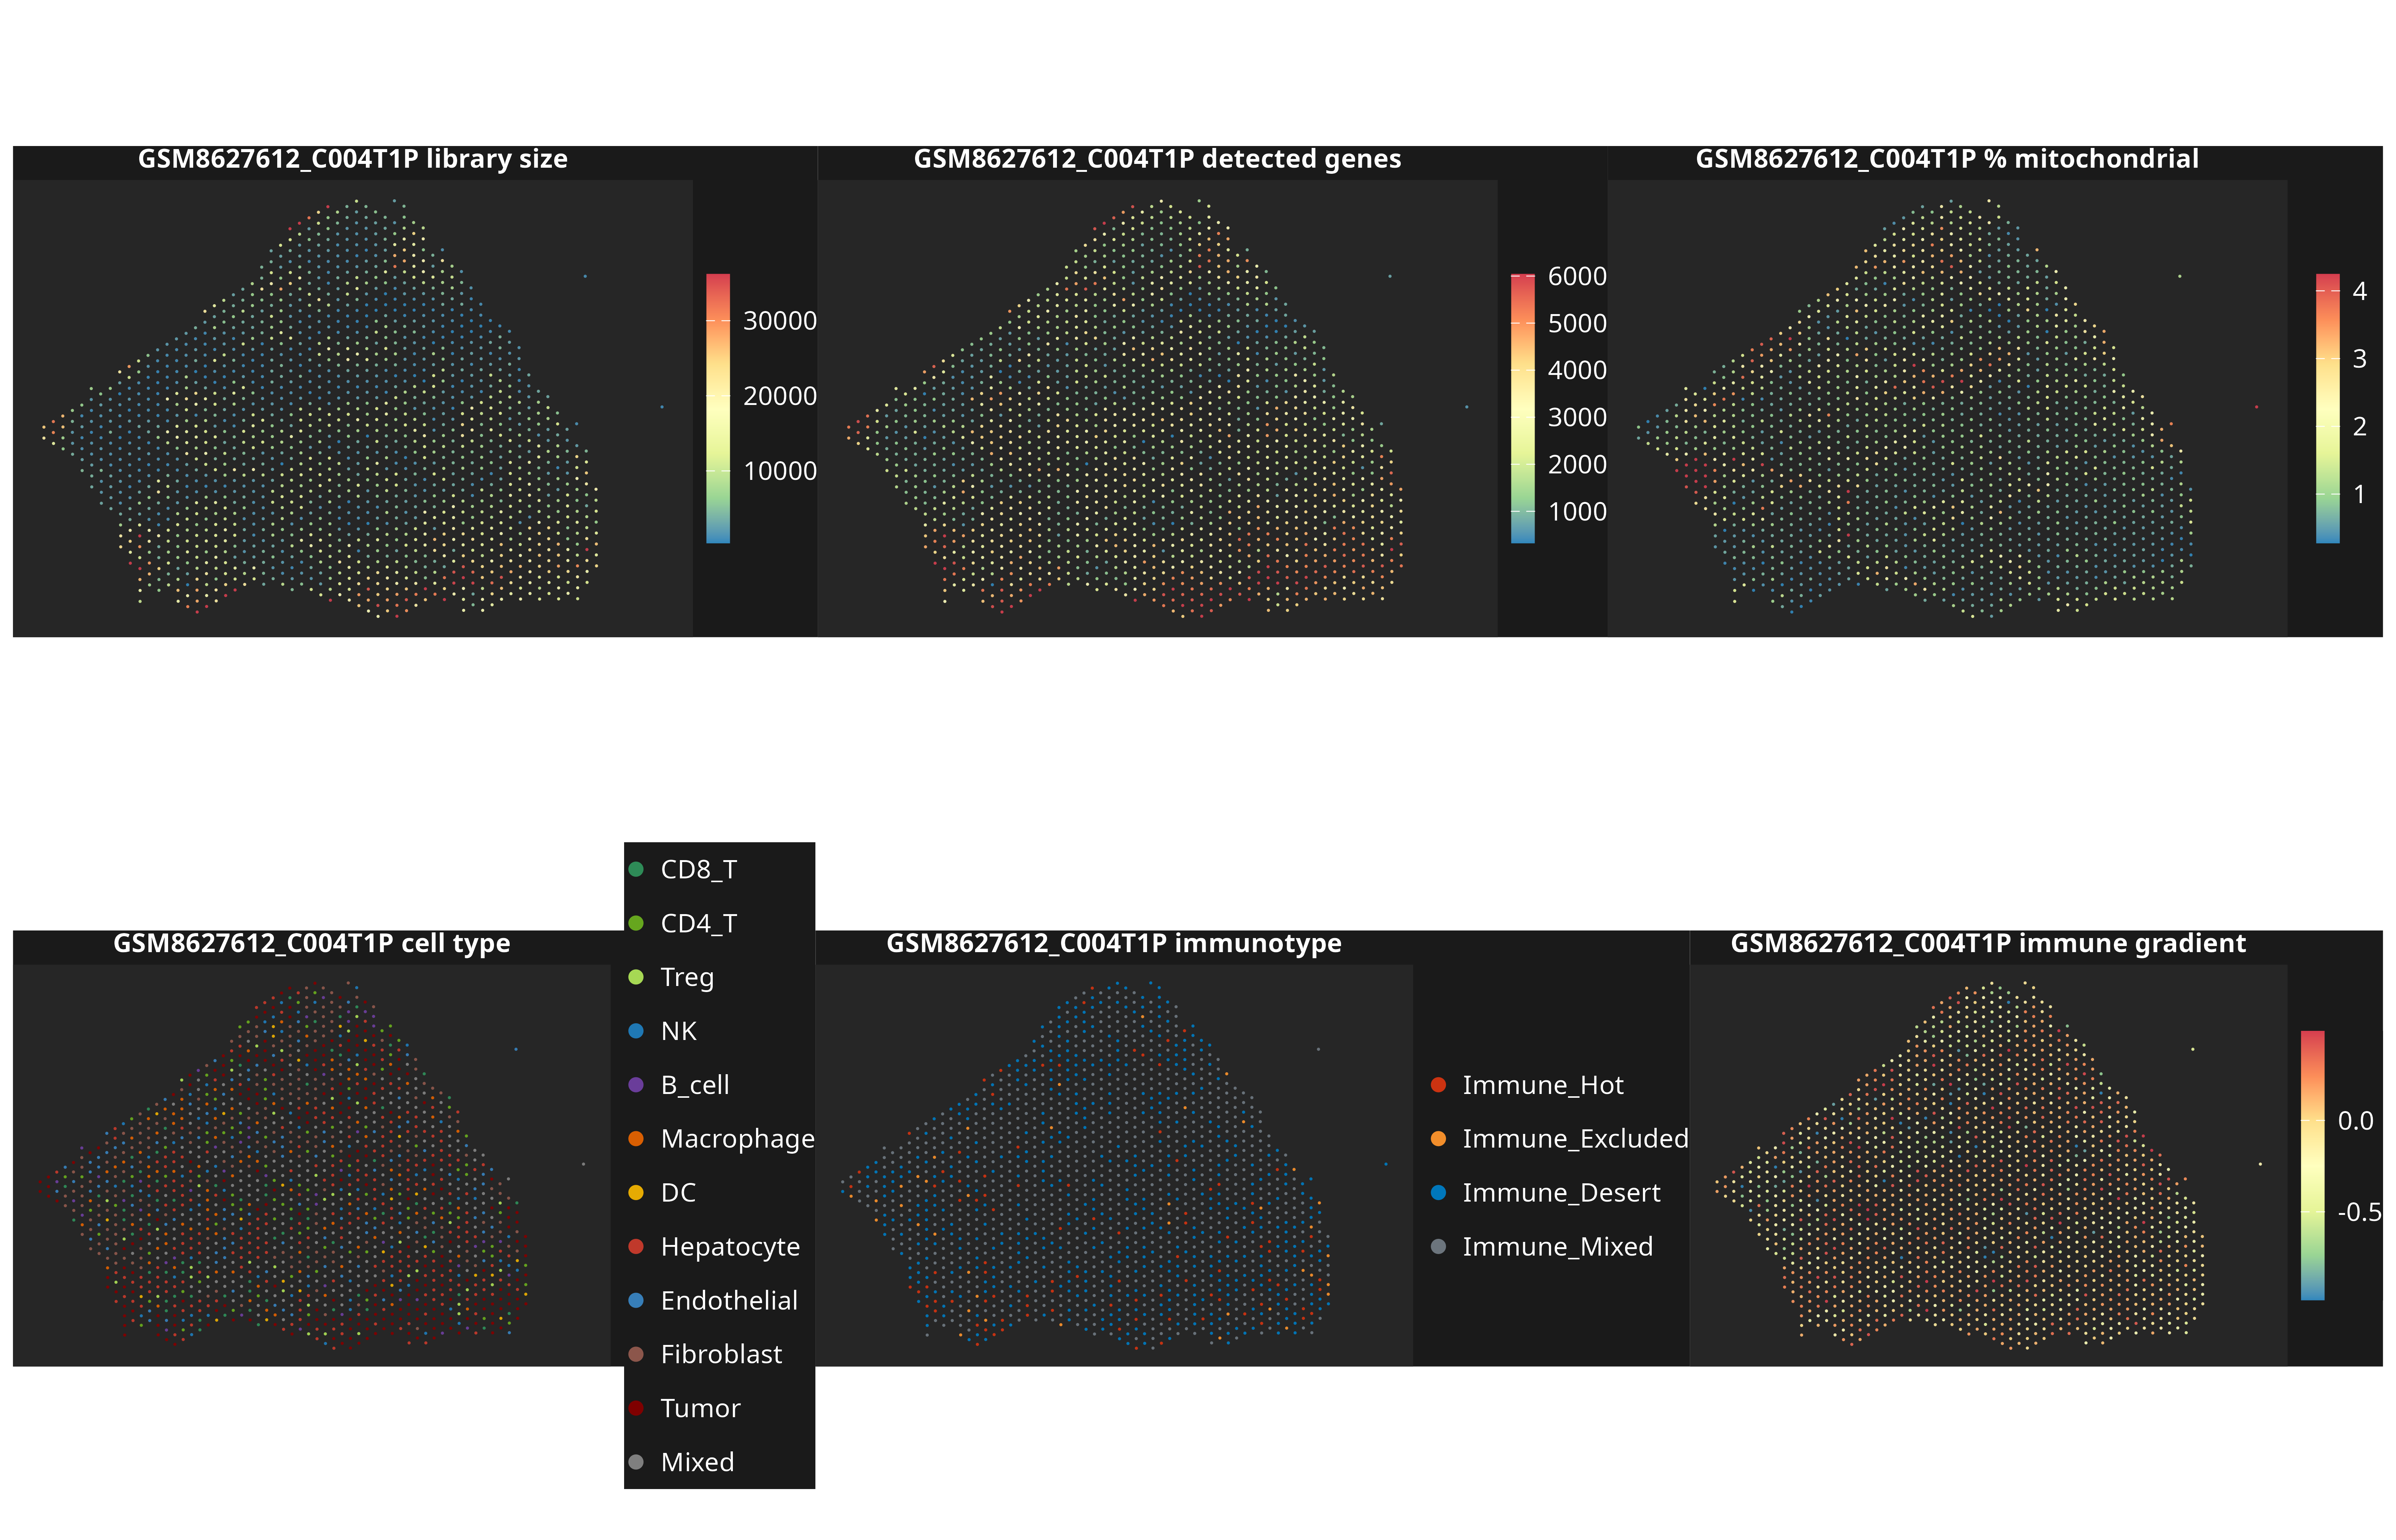 GSM8627612_C004T1P library size
30000
20000
10000
GSM8627612_C004T1P detected genes
6000
5000
4000
3000
2000
1000
GSM8627612_C004T1P % mitochondrial
4
3
2
1
GSM8627612_C004T1P cell type
CD8_T
CD4_T
Treg
NK
B_cell
Macrophage
DC
Hepatocyte
Endothelial
Fibroblast
Tumor
Mixed
GSM8627612_C004T1P immunotype
Immune_Hot
Immune_Excluded
Immune_Desert
Immune_Mixed
GSM8627612_C004T1P immune gradient
0.0
-0.5